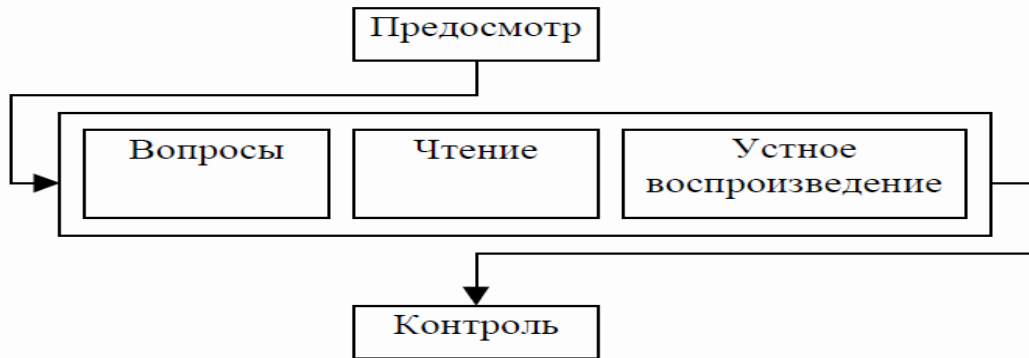 Предосмотр
Вопросы
Чтение
Устное
воспроизведение
Контроль